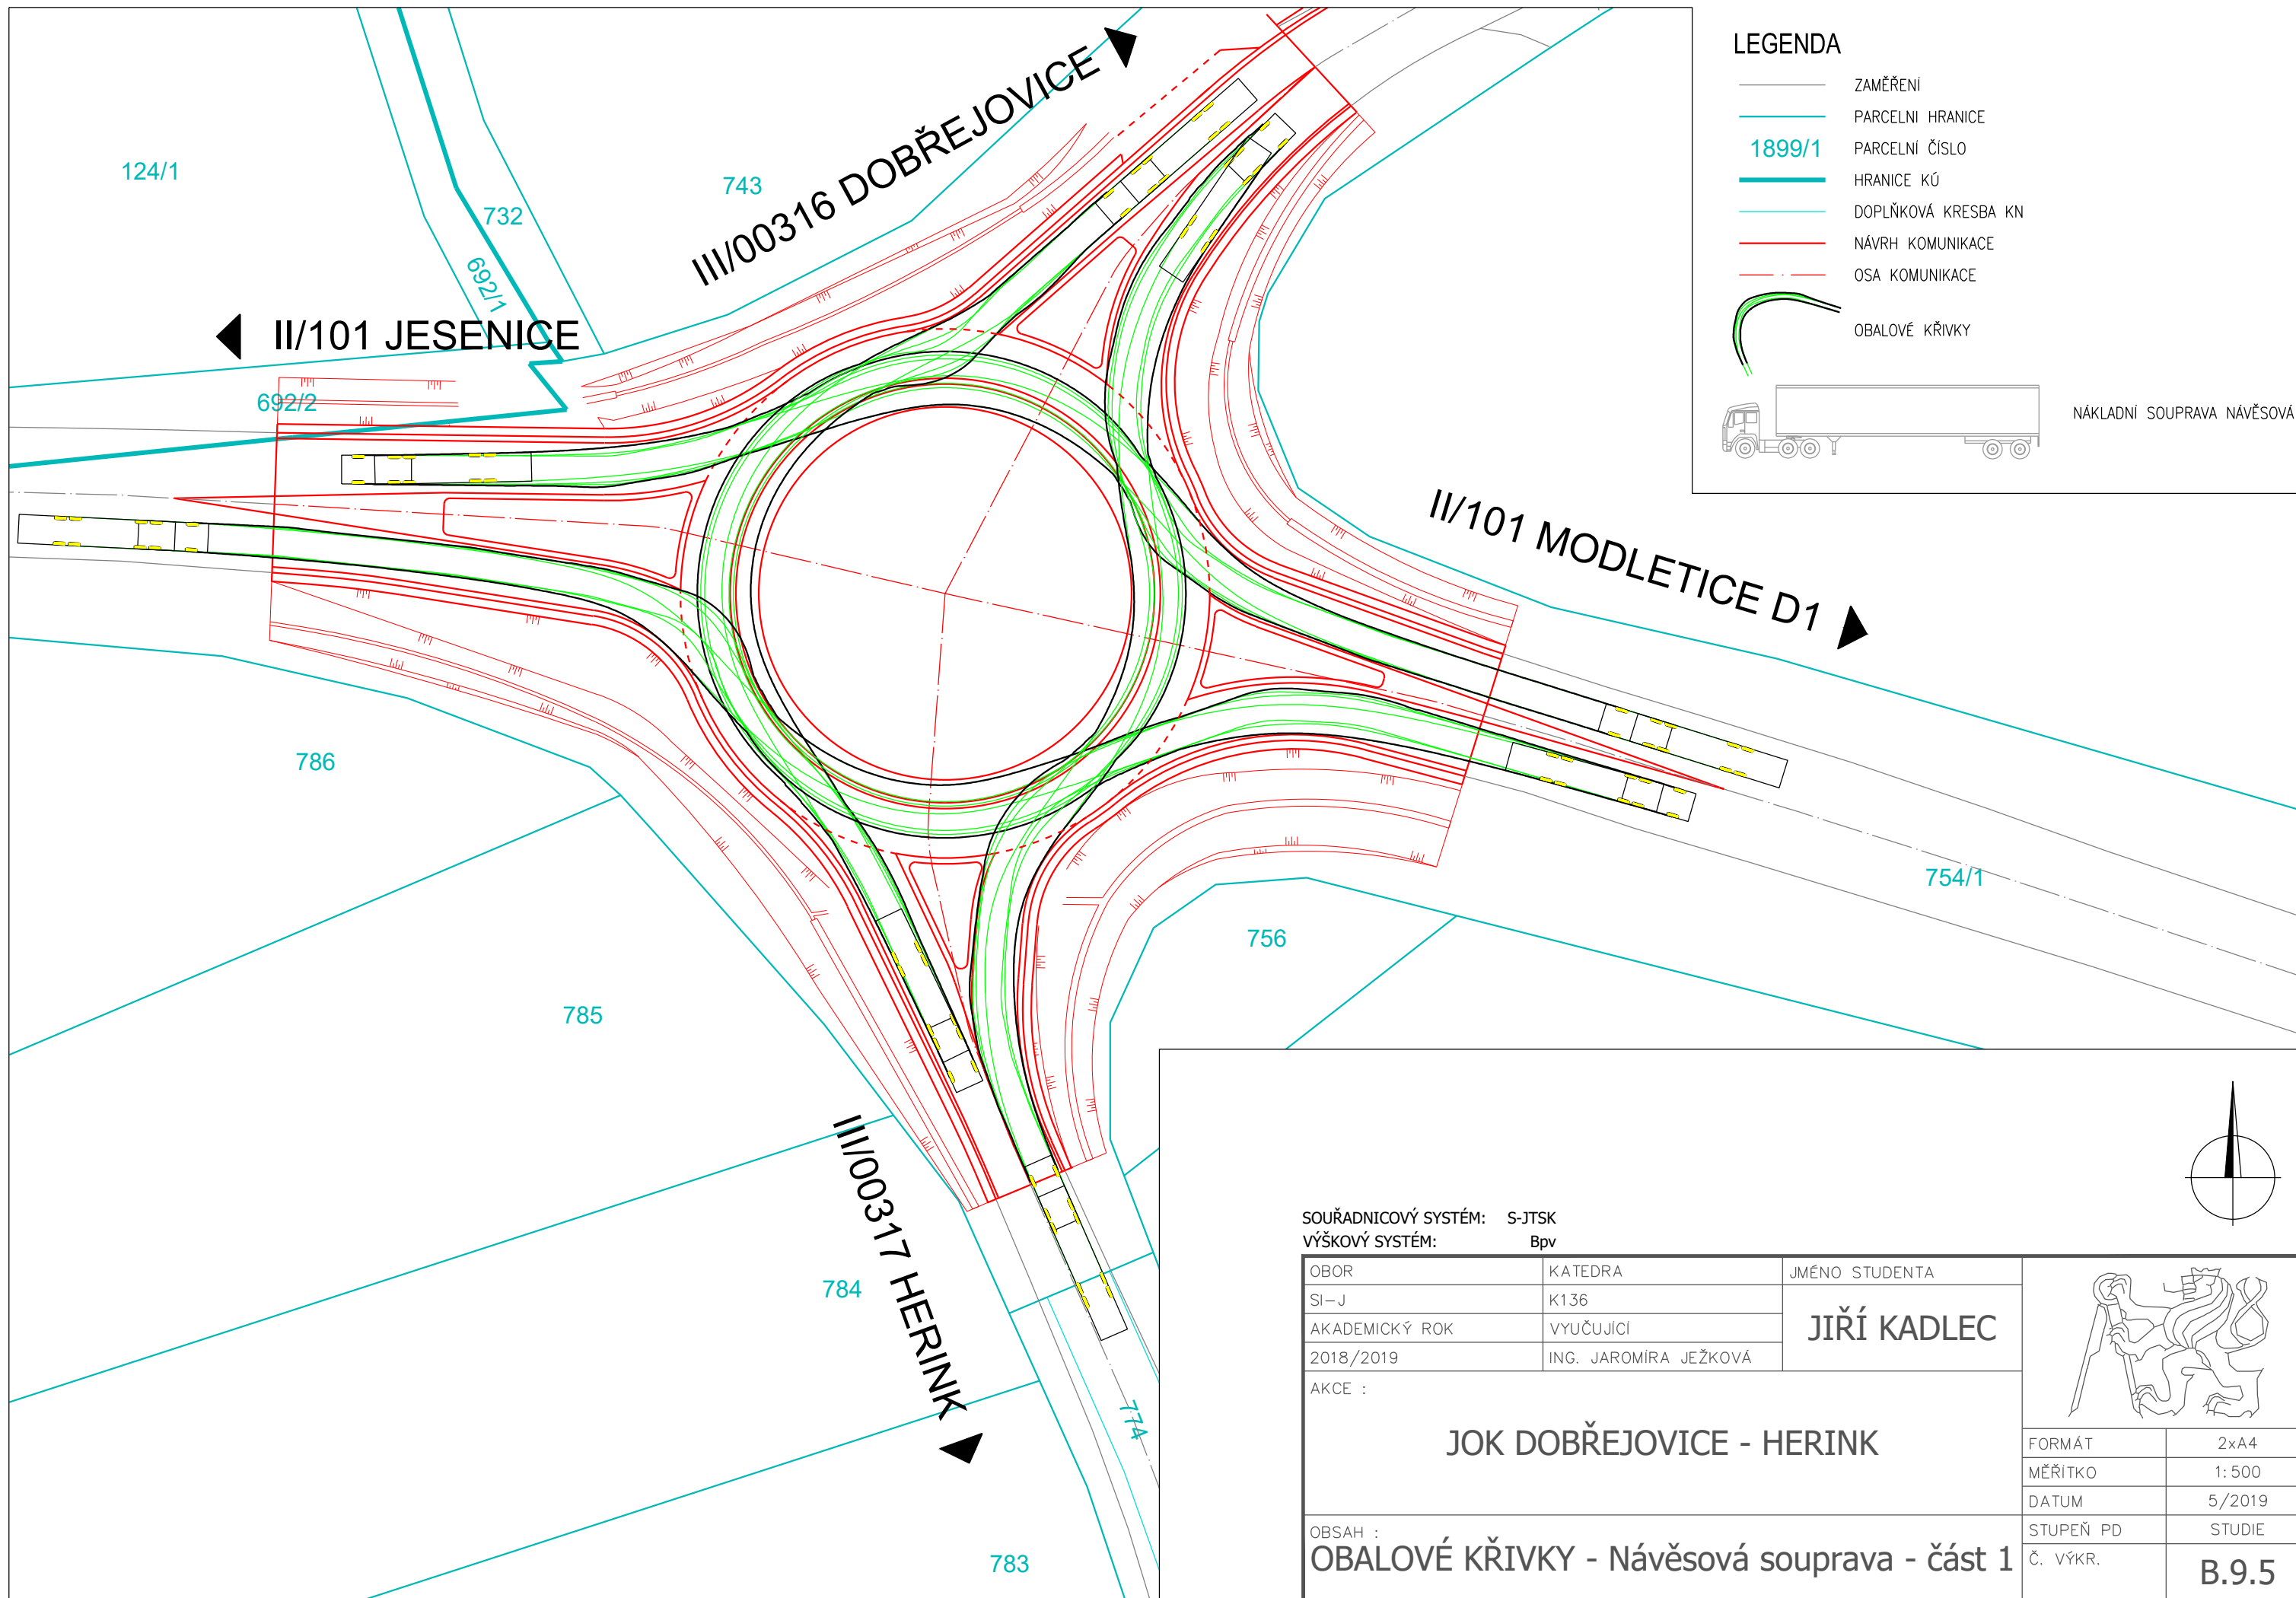 LEGENDA
ZAMĚŘENÍ
PARCELNI HRANICE
1899/1 PARCELNÍ ČÍSLO
HRANICE KÚ
DOPLŇKOVÁ KRESBA KN
NÁVRH KOMUNIKACE
OSA KOMUNIKACE
OBALOVÉ KŘIVKY
NÁKLADNÍ SOUPRAVA NÁVĚSOVÁ
124/1
732
743
692/1
III/00316 DOBŘEJOVICE
II/101 JESENICE
692/2
II/101 MODLETICE D1
786
754/1
756
785
III/00317 HERINK
784
774
783
SOUŘADNICOVÝ SYSTÉM: S-JTSK
VÝŠKOVÝ SYSTÉM: Bpv
OBOR KATEDRA JMÉNO STUDENTA
SI-J K136
JIŘÍ KADLEC
AKADEMICKÝ ROK VYUČUJÍCÍ
2018/2019 ING. JAROMÍRA JEŽKOVÁ
AKCE :
JOK DOBŘEJOVICE - HERINK
FORMÁT 2xA4
MĚŘÍTKO 1:500
DATUM 5/2019
STUPEŇ PD STUDIE
OBSAH :
OBALOVÉ KŘIVKY - Návěsová souprava - část 1
Č. VÝKR. B.9.5